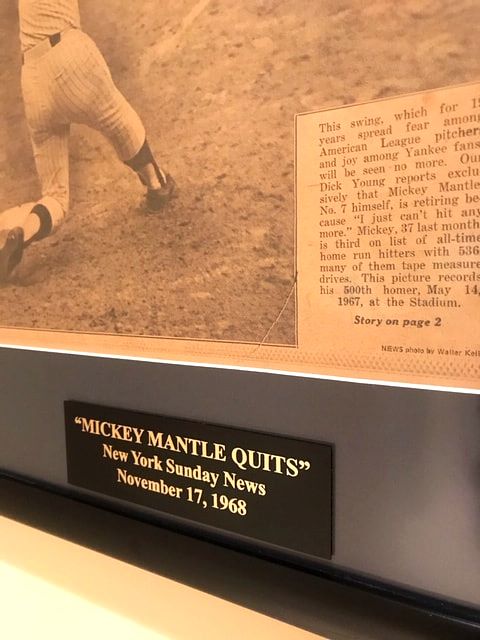 This swing, which for
years spread fear among
American League pitchers
and joy among Yankee fans
will be seen no more. Our
Dick Young reports exclu
sively that Mickey Mantle
No. 7 himself, is retiring be
cause "I just can't hit any
more." Mickey, 37 last month
is third on list of all-time
home run hitters with 536
many of them tape measure
drives. This picture records
his 500th homer, May 14,
1967, at the Stadium.
Story on page 2
NEWS photo by Walter
“MICKEY MANTLE QUITS”
New York Sunday News
November 17, 1968